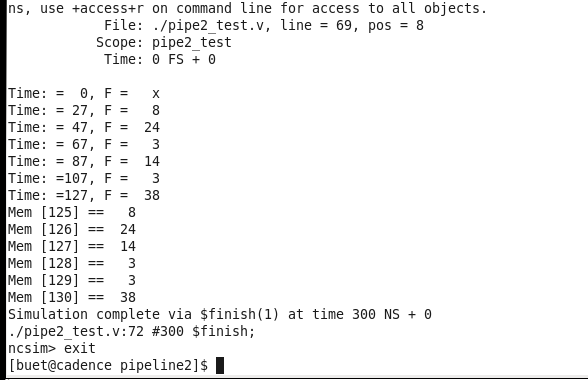 ns, use +access+r on command line for access to all objects.
            File: ./pipe2_test.v, line = 69, pos = 8
           Scope: pipe2_test
            Time: 0 FS + 0

Time: =  0, F =   x
Time: = 27, F =   8
Time: = 47, F =  24
Time: = 67, F =   3
Time: = 87, F =  14
Time: =107, F =   3
Time: =127, F =  38
Mem [125] ==   8
Mem [126] ==  24
Mem [127] ==  14
Mem [128] ==   3
Mem [129] ==   3
Mem [130] ==  38
Simulation complete via $finish(1) at time 300 NS + 0
./pipe2_test.v:72 #300 $finish;
ncsim> exit
[buet@cadence pipeline2]$